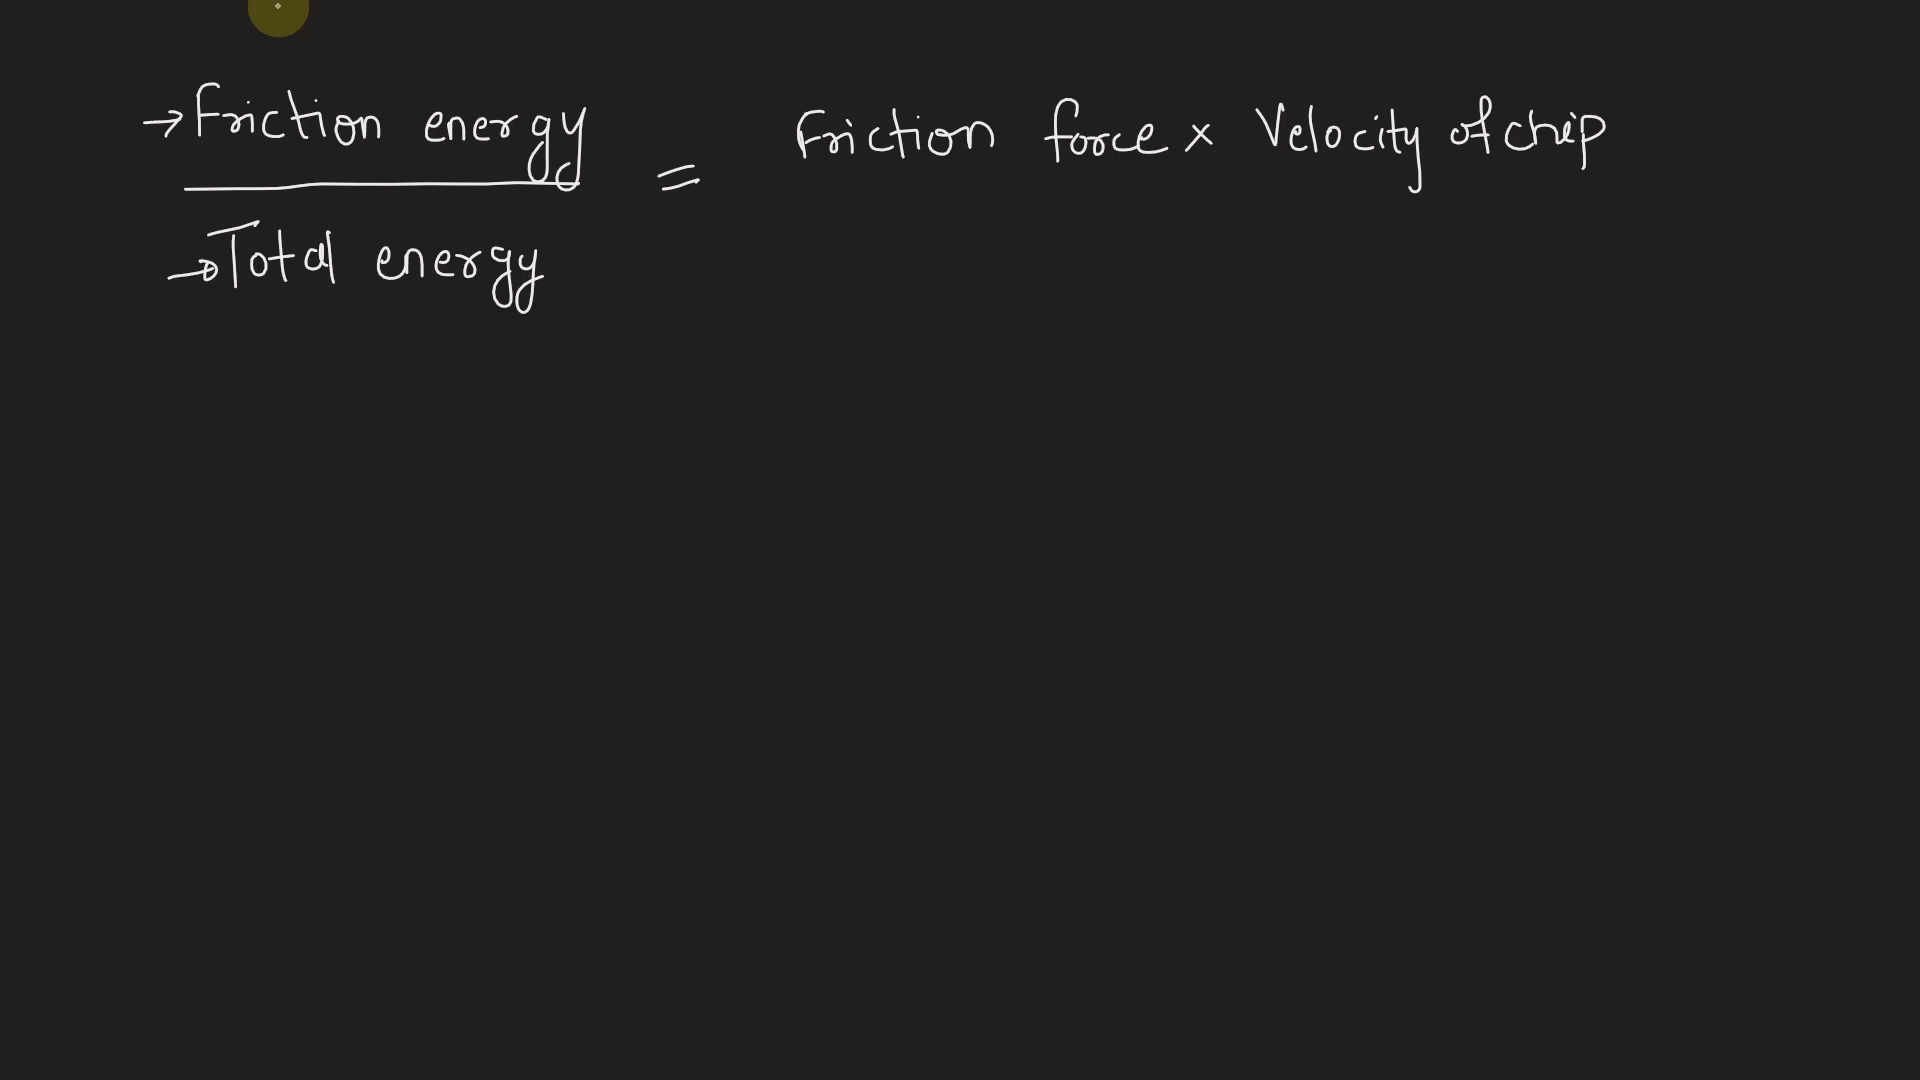 →Friction energy = Friction force × Velocity of chip
→Total energy